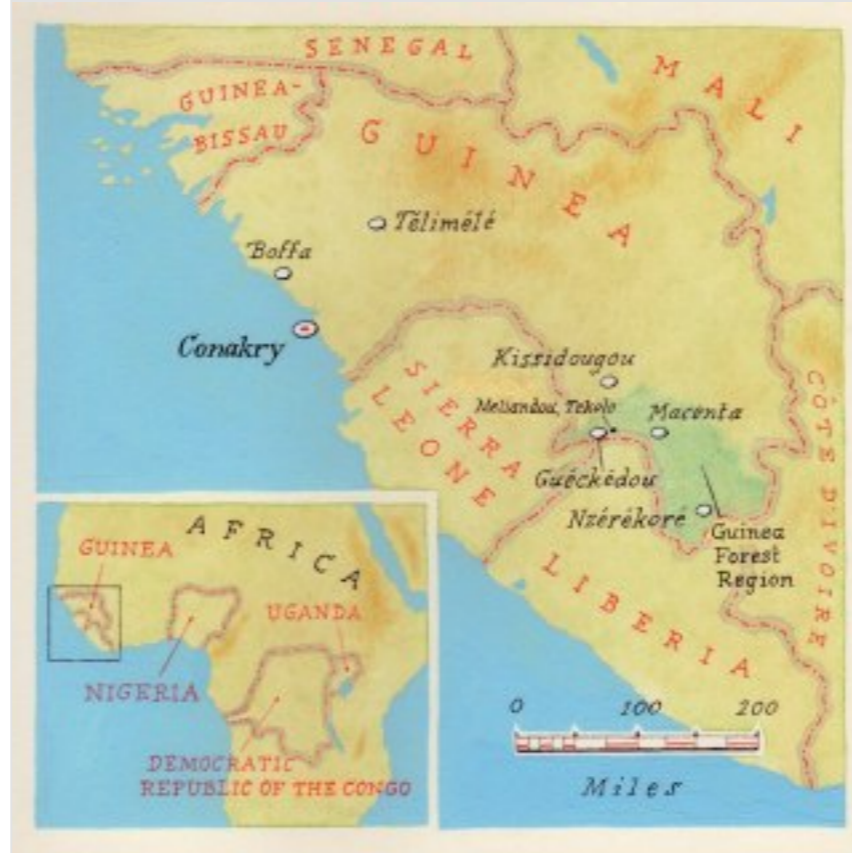 SENEGAL
MALI
GUINEA-
BISSAU
GUINEA
Télimélé
Boffa
Conakry
Kissidougou
SIERRA
LEONE
Meliandou, Tekolo
Macenta
CÔTE D'IVOIRE
Guéckédou
Nzérékoré
Guinea
Forest
Region
LIBERIA
AFRICA
GUINEA
UGANDA
NIGERIA
DEMOCRATIC
REPUBLIC OF THE CONGO
0 100 200
Miles